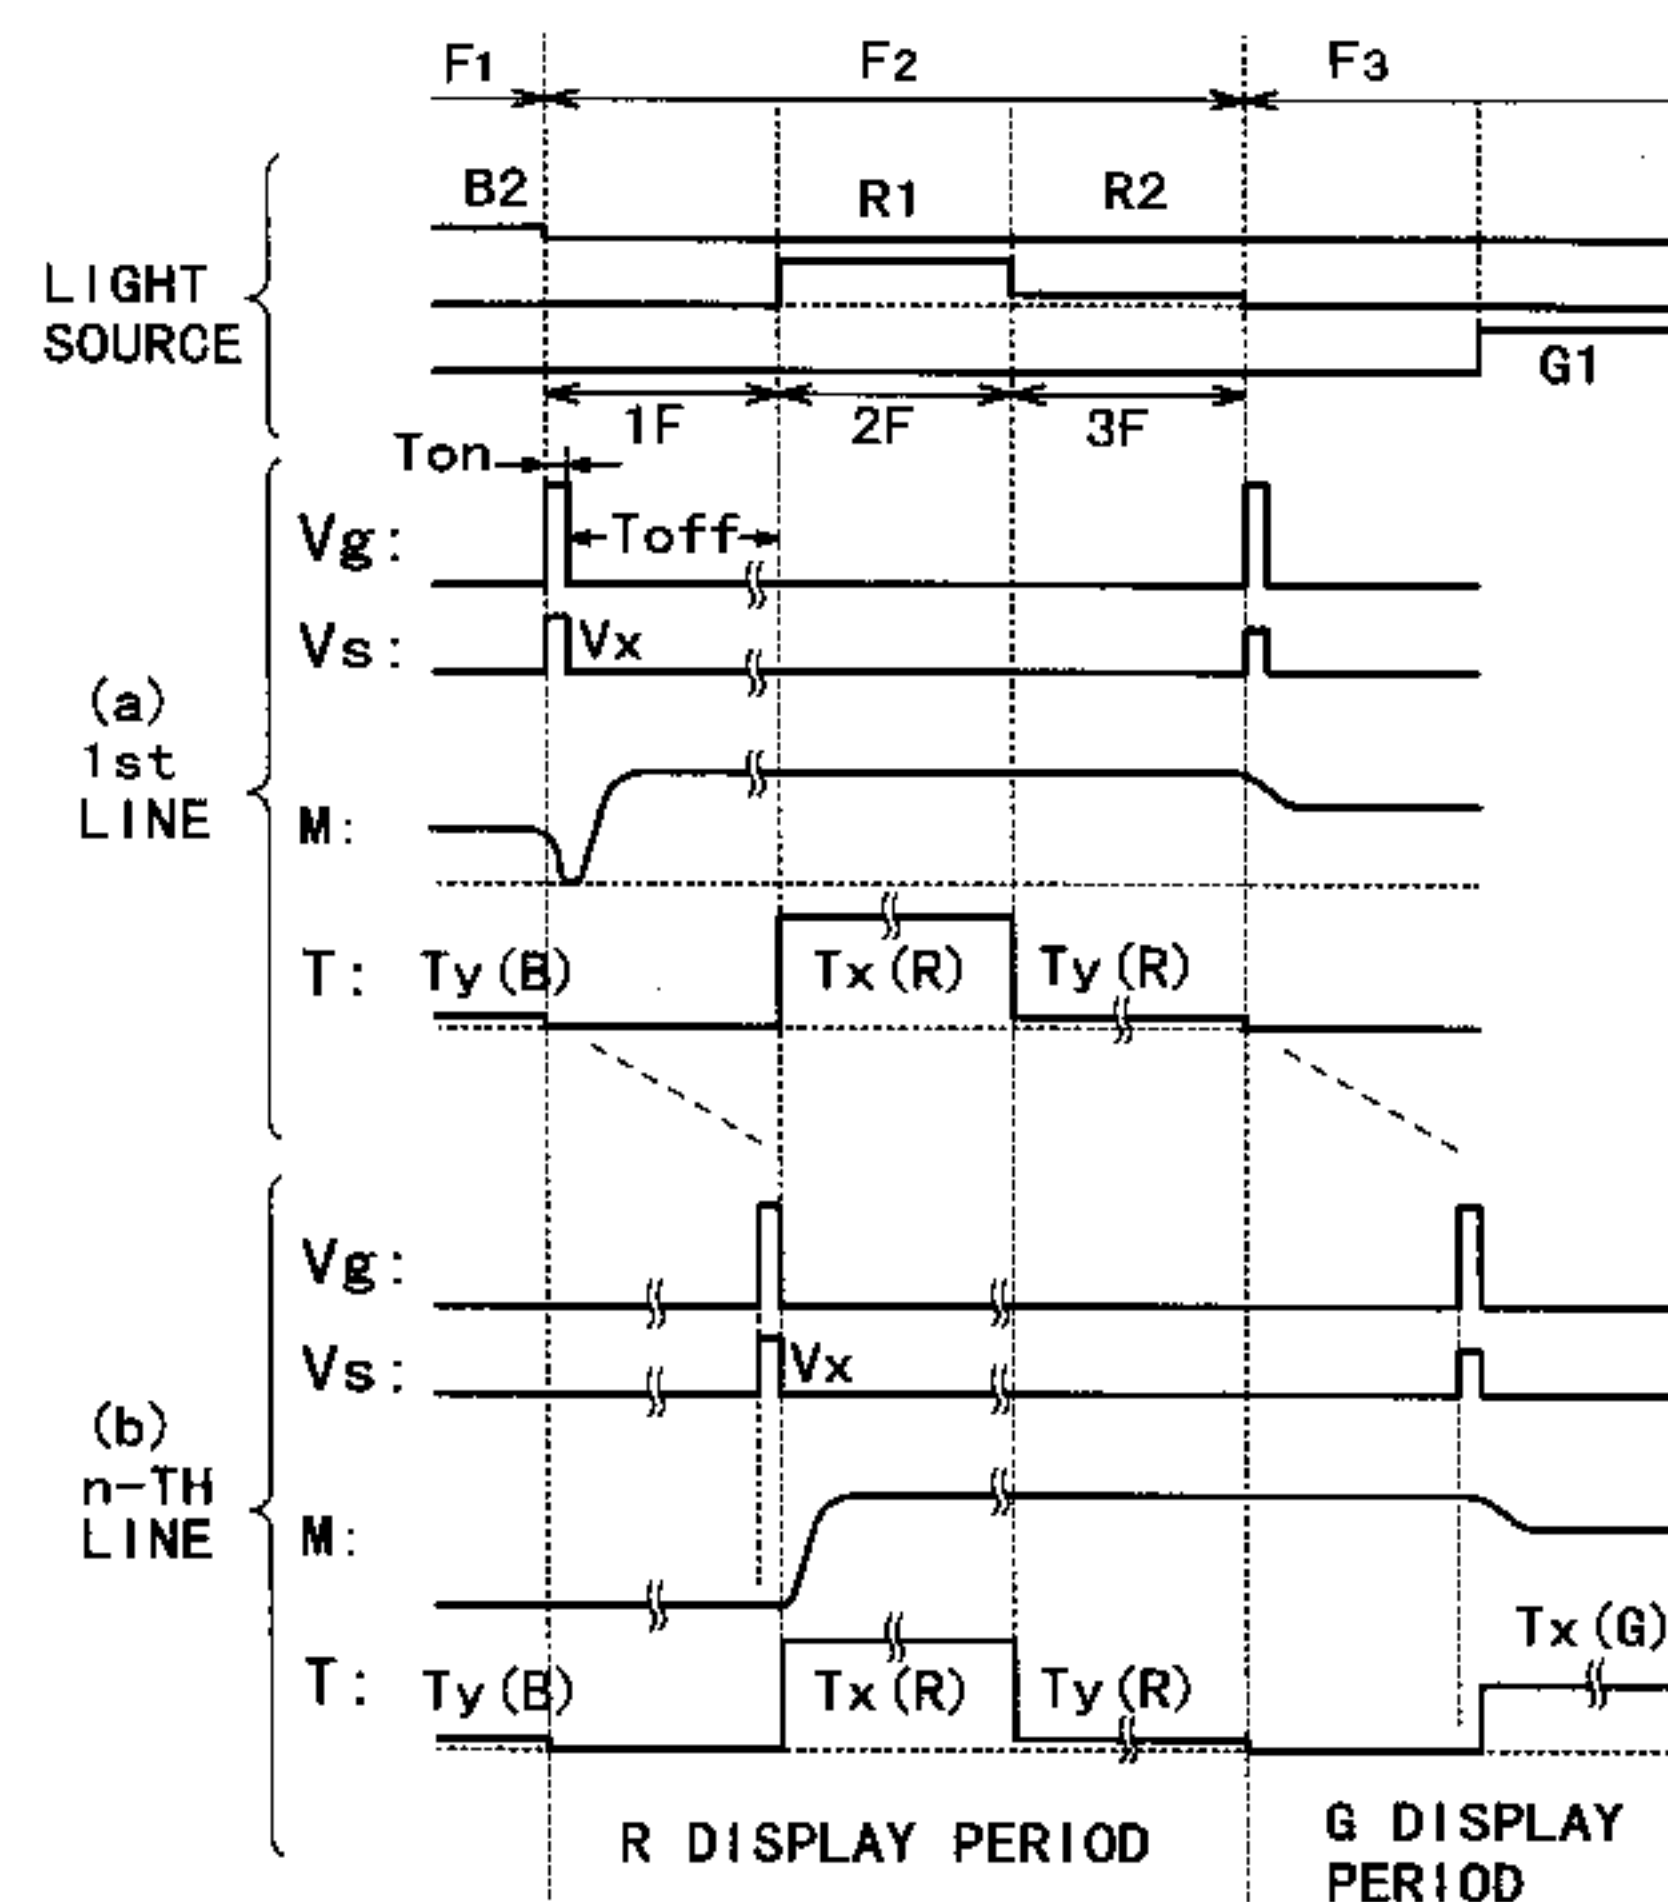 F1 F2 F3
B2 R1 R2
LIGHT
SOURCE
G1
1F 2F 3F
Ton
Toff
Vg:
Vs: Vx
(a)
1st
LINE
M:
T: Ty(B) Tx(R) Ty(R)
Vg:
Vs: Vx
(b)
n-TH
LINE
M:
Tx(G)
T: Ty(B) Tx(R) Ty(R)
R DISPLAY PERIOD
G DISPLAY
PERIOD